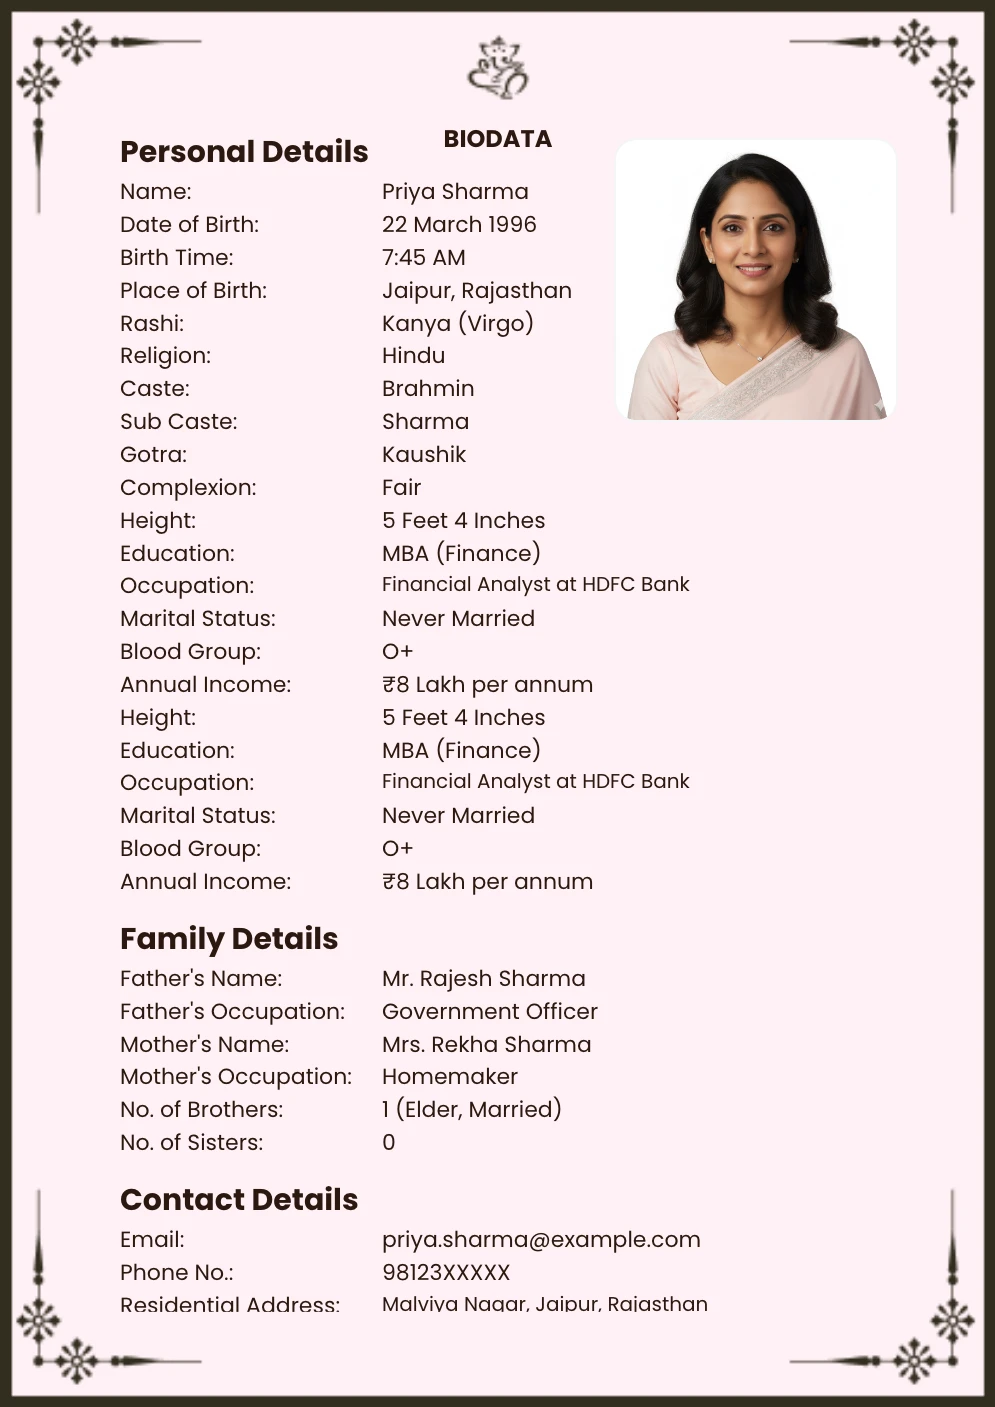 BIODATA
Personal Details
Name: Priya Sharma
Date of Birth: 22 March 1996
Birth Time: 7:45 AM
Place of Birth: Jaipur, Rajasthan
Rashi: Kanya (Virgo)
Religion: Hindu
Caste: Brahmin
Sub Caste: Sharma
Gotra: Kaushik
Complexion: Fair
Height: 5 Feet 4 Inches
Education: MBA (Finance)
Occupation: Financial Analyst at HDFC Bank
Marital Status: Never Married
Blood Group: O+
Annual Income: ₹8 Lakh per annum
Height: 5 Feet 4 Inches
Education: MBA (Finance)
Occupation: Financial Analyst at HDFC Bank
Marital Status: Never Married
Blood Group: O+
Annual Income: ₹8 Lakh per annum
Family Details
Father's Name: Mr. Rajesh Sharma
Father's Occupation: Government Officer
Mother's Name: Mrs. Rekha Sharma
Mother's Occupation: Homemaker
No. of Brothers: 1 (Elder, Married)
No. of Sisters: 0
Contact Details
Email: priya.sharma@example.com
Phone No.: 98123XXXXX
Residential Address: Malviya Nagar, Jaipur, Rajasthan